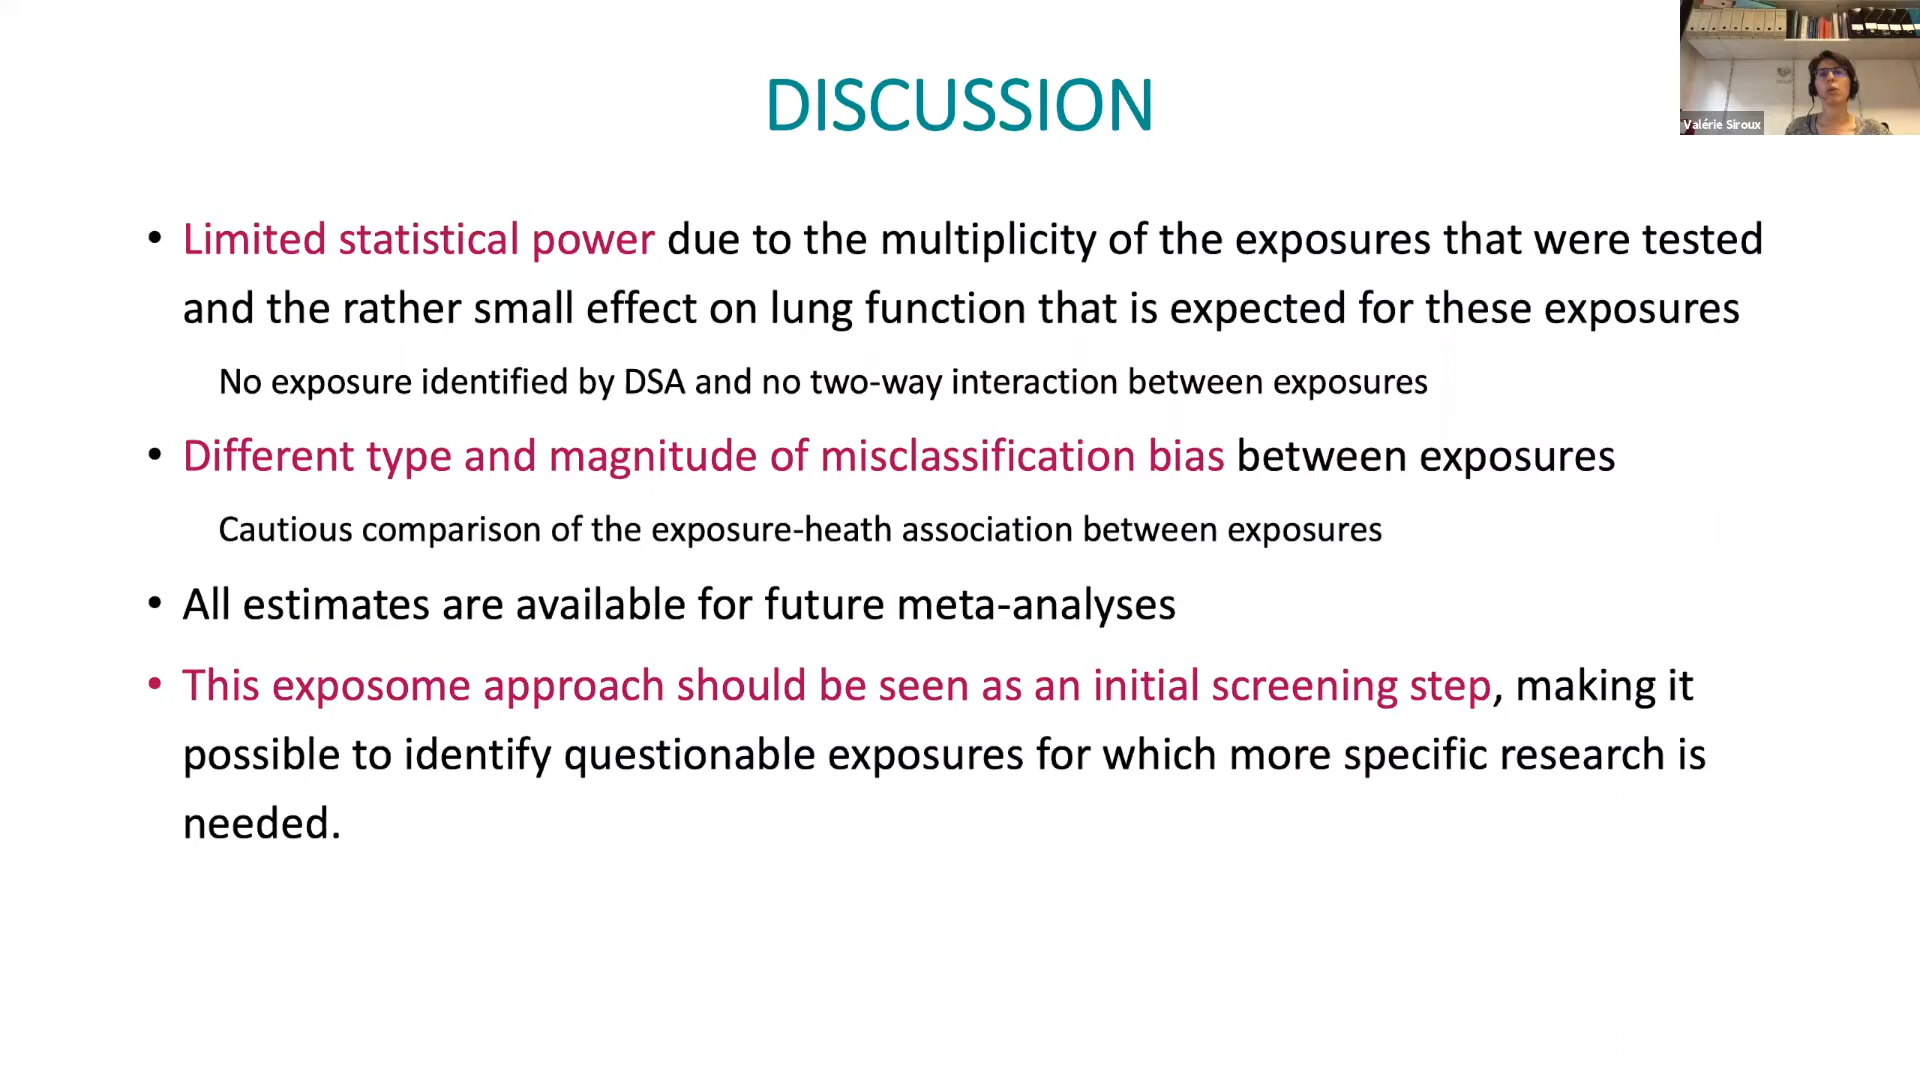 DISCUSSION
Valérie Siroux
• Limited statistical power due to the multiplicity of the exposures that were tested
and the rather small effect on lung function that is expected for these exposures
No exposure identified by DSA and no two-way interaction between exposures
• Different type and magnitude of misclassification bias between exposures
Cautious comparison of the exposure-heath association between exposures
• All estimates are available for future meta-analyses
• This exposome approach should be seen as an initial screening step, making it
possible to identify questionable exposures for which more specific research is
needed.